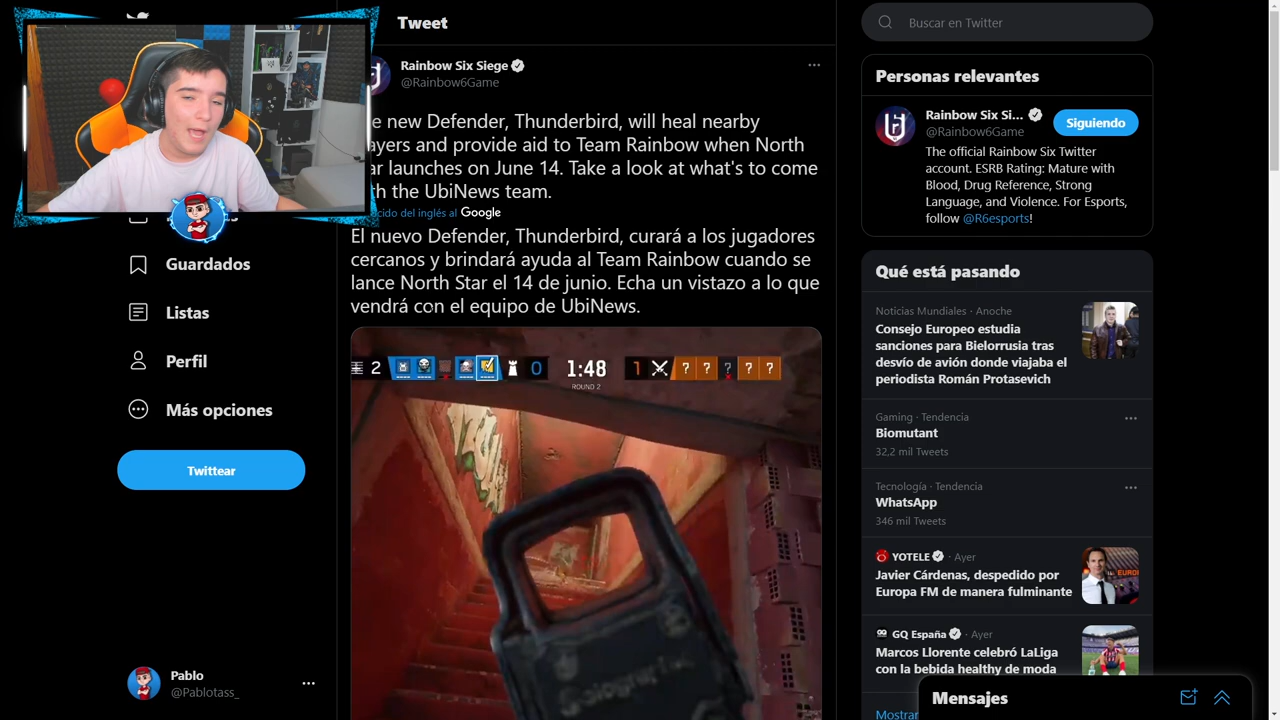 Tweet
Rainbow Six Siege
@Rainbow6Game
new Defender, Thunderbird, will heal nearby
and provide aid to Team Rainbow when North
launches on June 14. Take a look at what's to come
the UbiNews team.
del inglés al Google
El nuevo Defender, Thunderbird, curará a los jugadores
cercanos y brindará ayuda al Team Rainbow cuando se
lance North Star el 14 de junio. Echa un vistazo a lo que
vendrá con el equipo de UbiNews.
2
0
1:48
ROUND 2
1
? ? ? ? ?
Guardados
Listas
Perfil
Más opciones
Twittear
Pablo
@Pablotass_
Buscar en Twitter
Personas relevantes
Rainbow Six Si...
@Rainbow6Game
Siguiendo
The official Rainbow Six Twitter
account. ESRB Rating: Mature with
Blood, Drug Reference, Strong
Language, and Violence. For Esports,
follow @R6esports!
Qué está pasando
Noticias Mundiales · Anoche
Consejo Europeo estudia
sanciones para Bielorrusia tras
desvío de avión donde viajaba el
periodista Román Protasevich
Gaming · Tendencia
Biomutant
32,2 mil Tweets
Tecnología · Tendencia
WhatsApp
346 mil Tweets
YOTELE · Ayer
Javier Cárdenas, despedido por
Europa FM de manera fulminante
GQ España · Ayer
Marcos Llorente celebró LaLiga
con la bebida healthy de moda
Mostrar
Mensajes